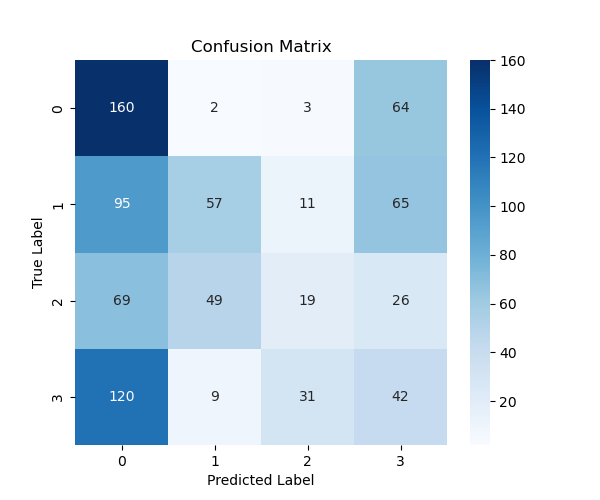 Confusion Matrix
True Label
0 160 2 3 64
1 95 57 11 65
2 69 49 19 26
3 120 9 31 42
0 1 2 3
Predicted Label
160
140
120
100
80
60
40
20